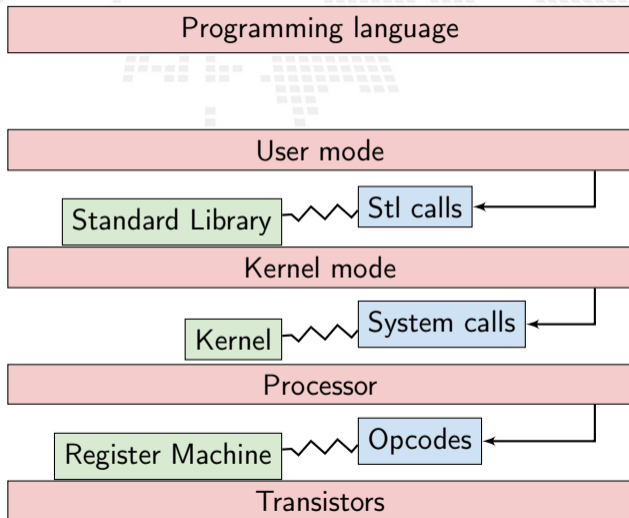 Programming language
User mode
Standard Library
Stl calls
Kernel mode
Kernel
System calls
Processor
Register Machine
Opcodes
Transistors